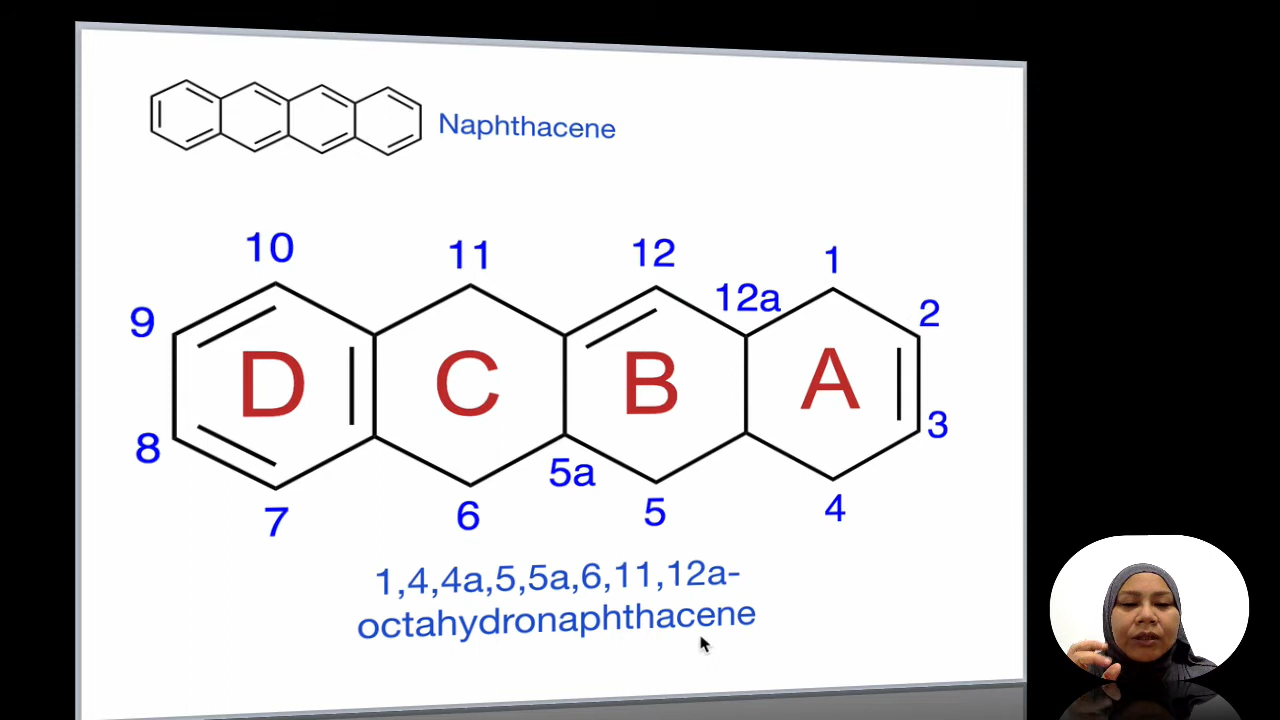 Naphthacene
10
11
12
1
12a
9
2
D
C
B
A
8
3
5a
7
6
5
4
1,4,4a,5,5a,6,11,12a-
octahydronaphthacene